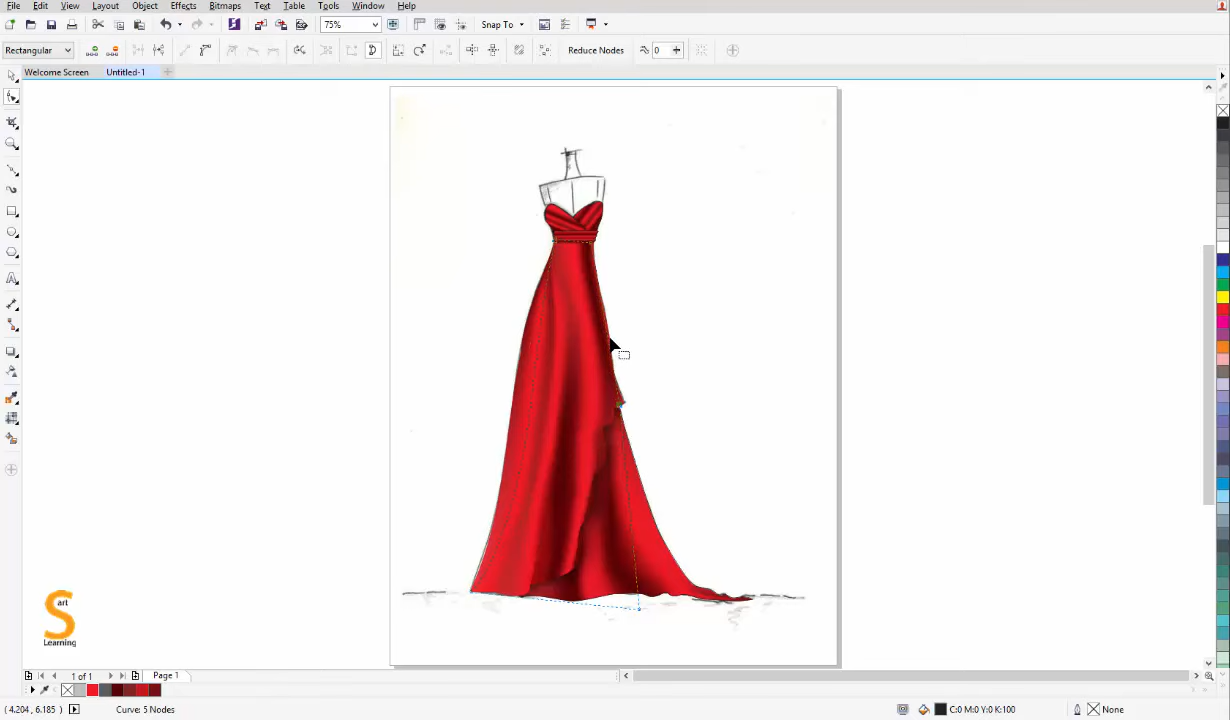 File Edit View Layout Object Effects Bitmaps Text Table Tools Window Help
75% Snap To
Rectangular Reduce Nodes 0
Welcome Screen Untitled-1
S art
Learning
1 of 1 Page 1
( 4.204, 6.185 ) Curve: 5 Nodes C:0 M:0 Y:0 K:100 None